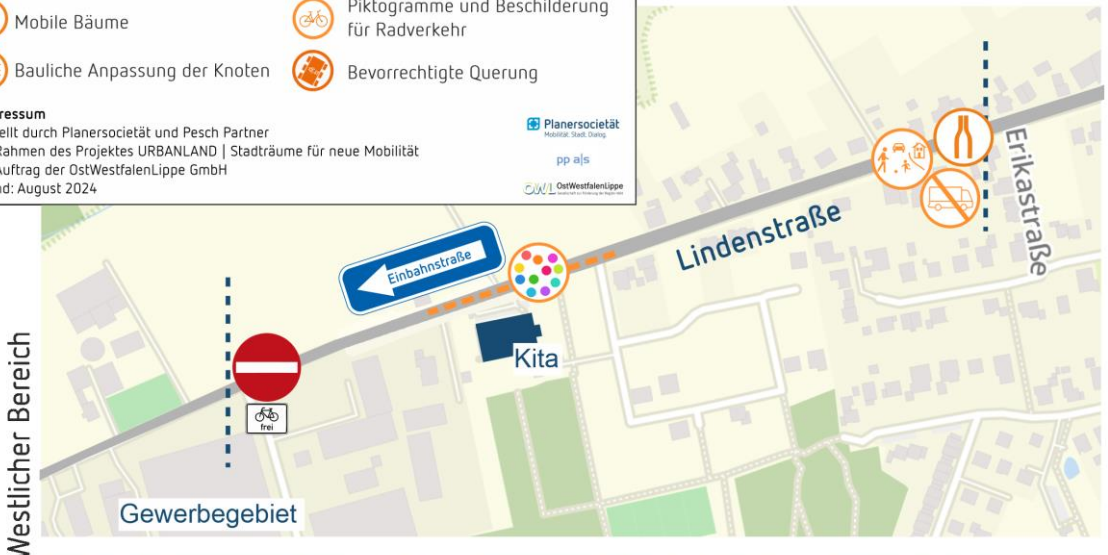 Mobile Bäume
Piktogramme und Beschilderung
für Radverkehr
Bauliche Anpassung der Knoten
Bevorrechtigte Querung
ressum
ellt durch Planersocietät und Pesch Partner
Rahmen des Projektes URBANLAND | Stadträume für neue Mobilität
Auftrag der OstWestfalenLippe GmbH
nd: August 2024
Planersocietät
Mobilität. Stadt. Dialog.
pp a|s
OWL OstWestfalenLippe
Einbahnstraße
Lindenstraße
Erikastraße
Kita
frei
Gewerbegebiet
Westlicher Bereich